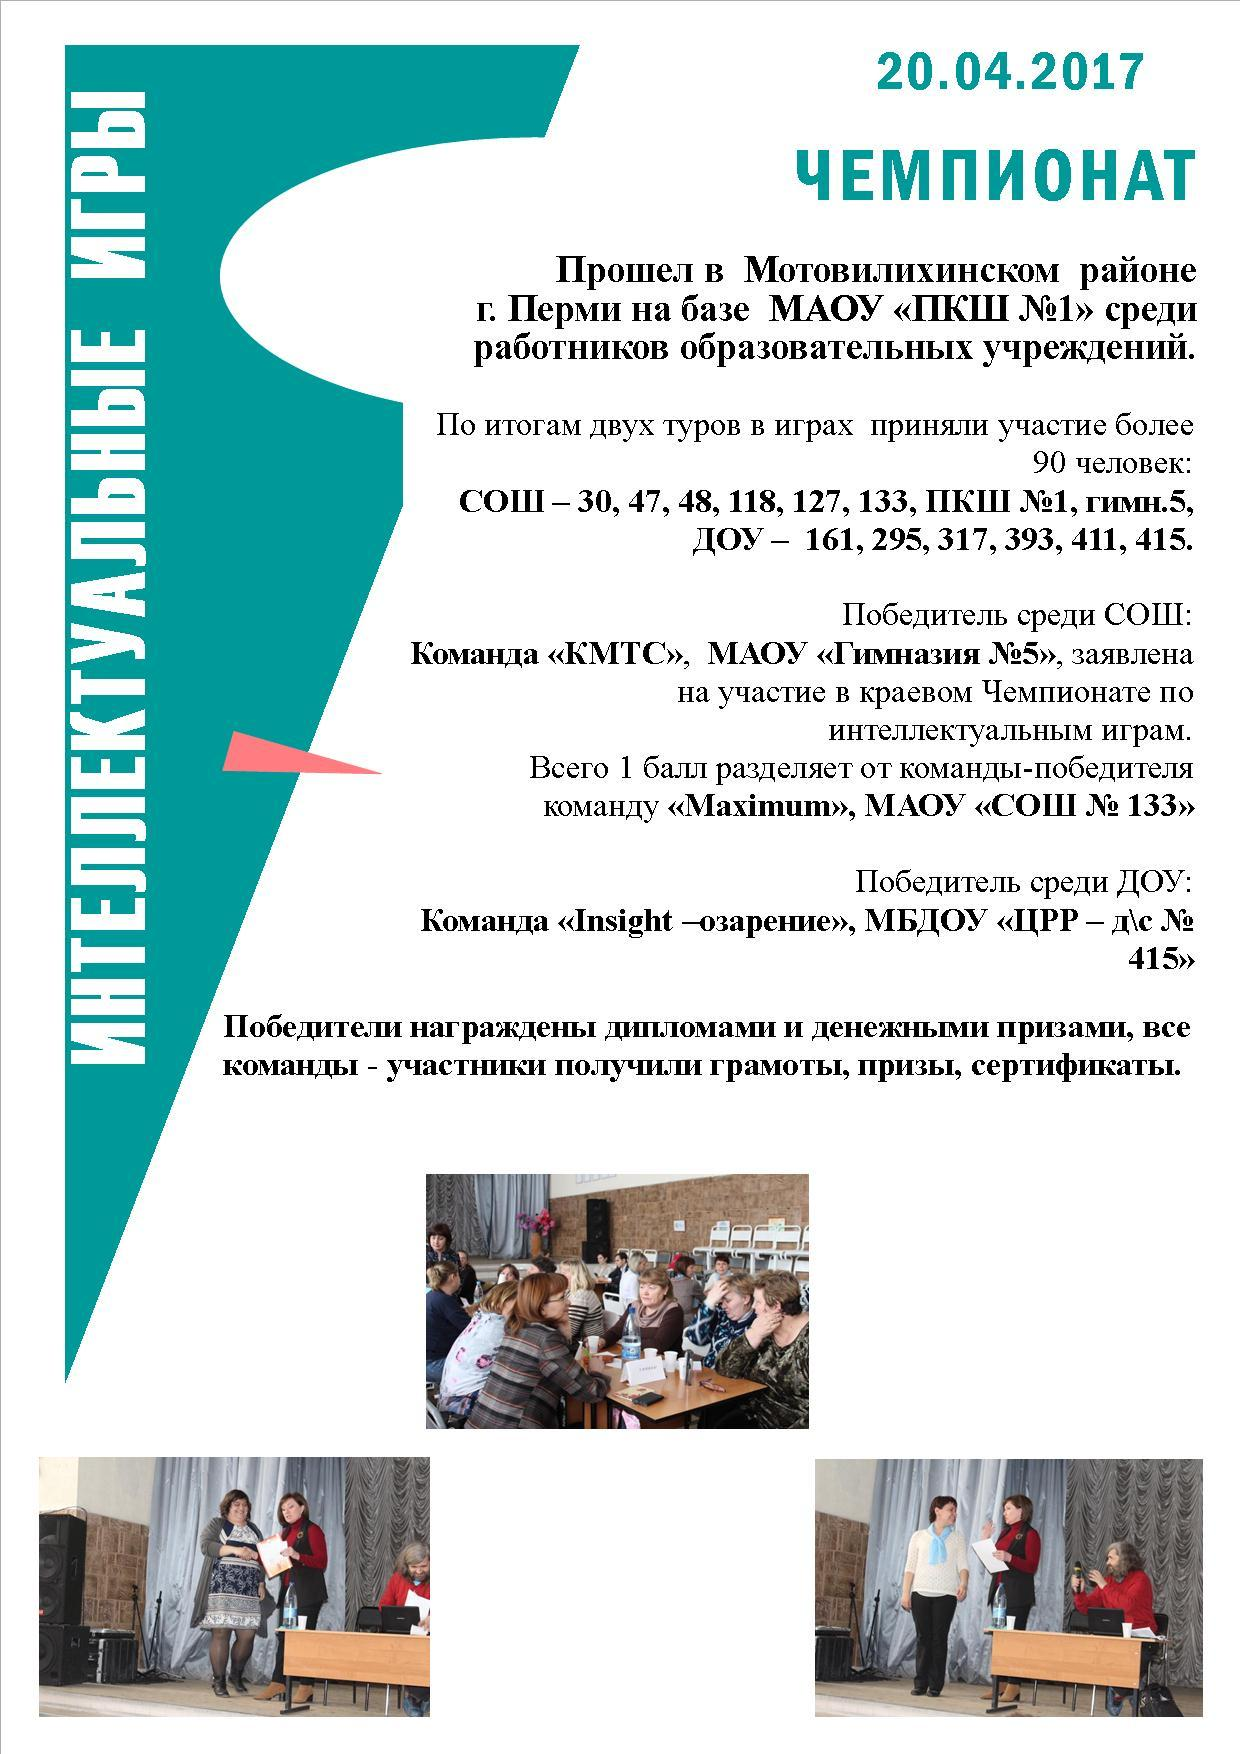 ИНТЕЛЛЕКТУАЛЬНЫЕ ИГРЫ
20.04.2017
ЧЕМПИОНАТ
Прошел в Мотовилихинском районе
г. Перми на базе МАОУ «ПКШ №1» среди
работников образовательных учреждений.
По итогам двух туров в играх приняли участие более
90 человек:
СОШ – 30, 47, 48, 118, 127, 133, ПКШ №1, гимн.5,
ДОУ – 161, 295, 317, 393, 411, 415.
Победитель среди СОШ:
Команда «КМТС», МАОУ «Гимназия №5», заявлена
на участие в краевом Чемпионате по
интеллектуальным играм.
Всего 1 балл разделяет от команды-победителя
команду «Maximum», МАОУ «СОШ № 133»
Победитель среди ДОУ:
Команда «Insight –озарение», МБДОУ «ЦРР – д\с №
415»
Победители награждены дипломами и денежными призами, все
команды - участники получили грамоты, призы, сертификаты.